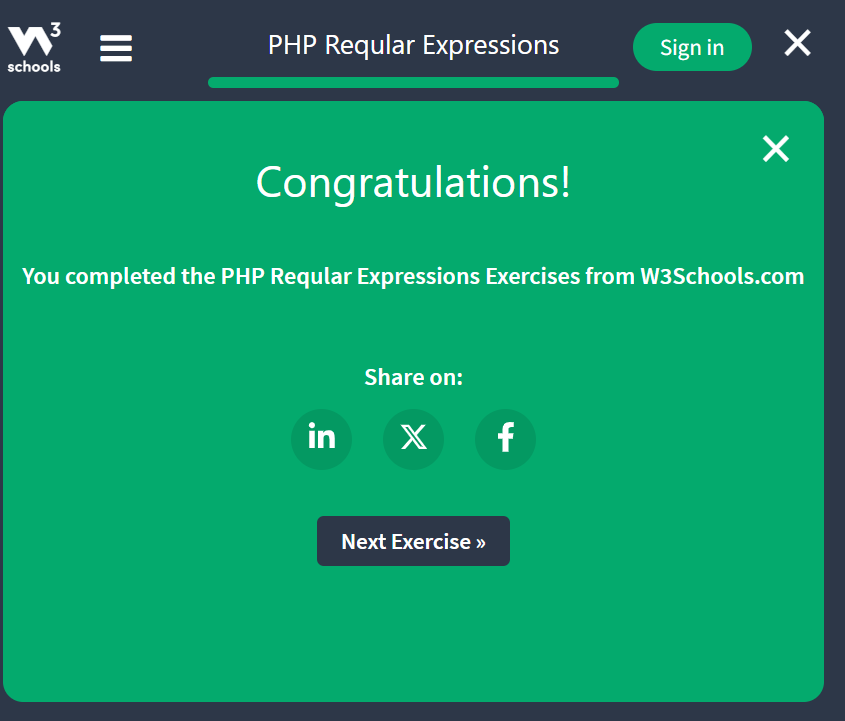 W3 schools
PHP Reqular Expressions
Sign in
Congratulations!
You completed the PHP Reqular Expressions Exercises from W3Schools.com
Share on:
in X f
Next Exercise »